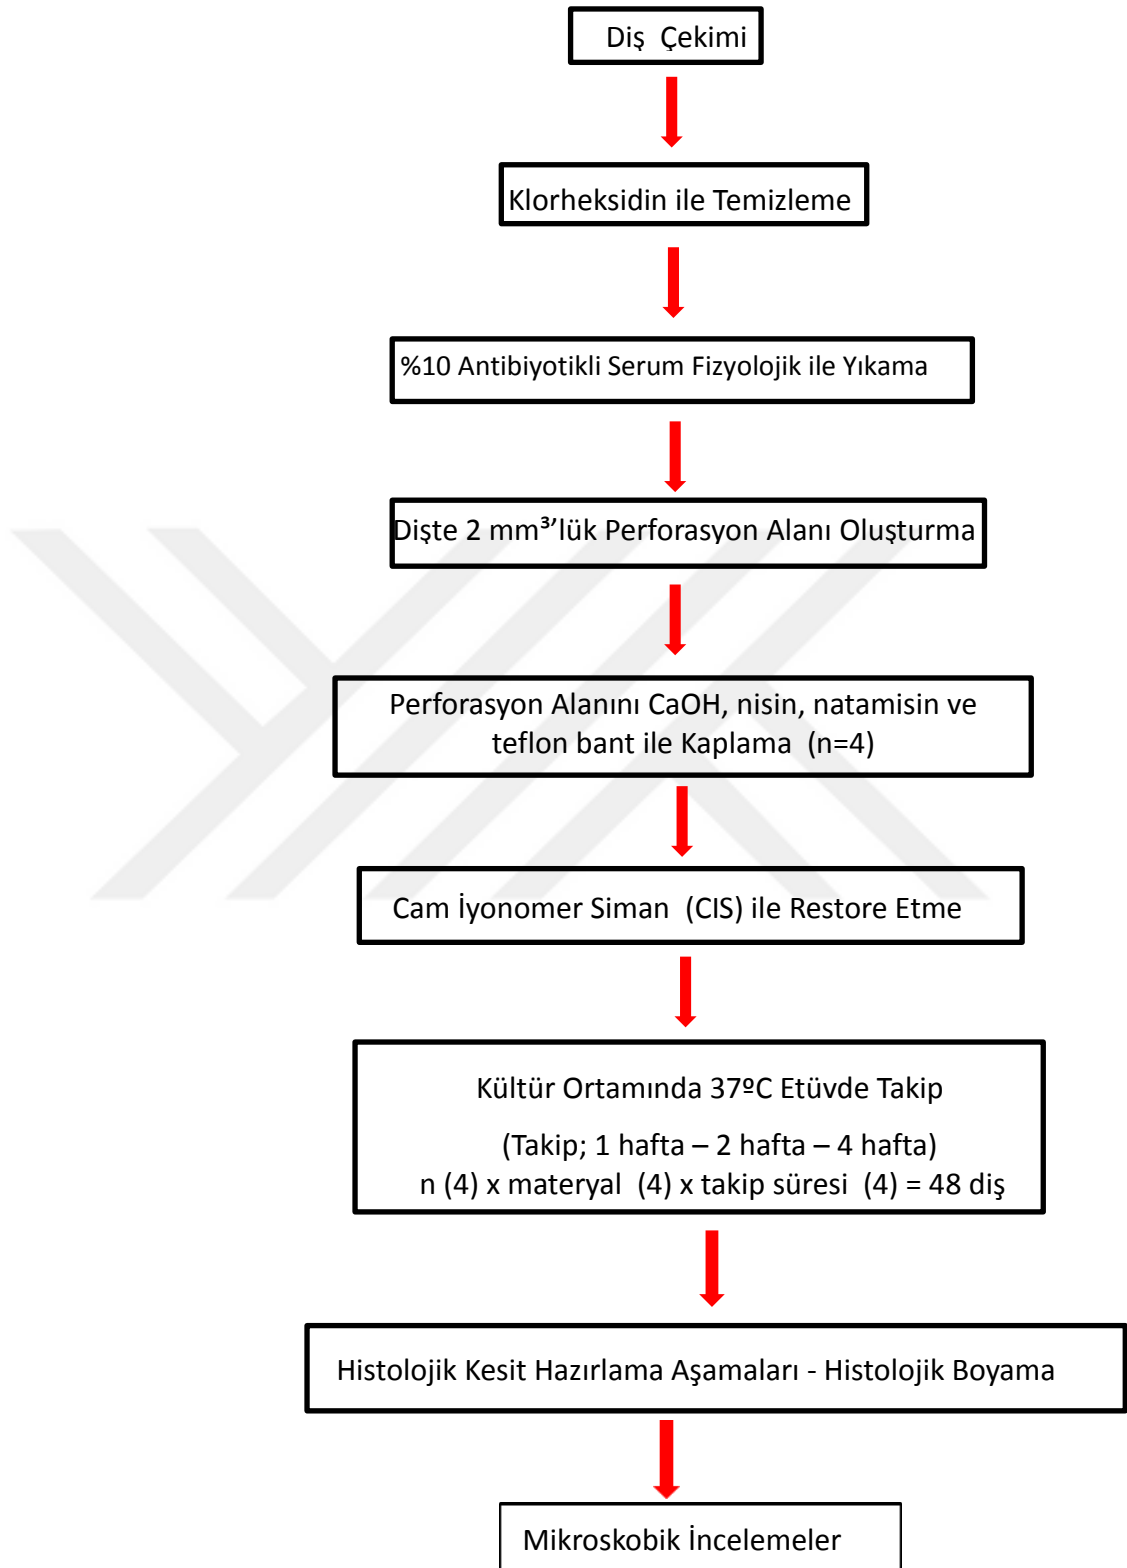 Diş Çekimi
Klorheksidin ile Temizleme
%10 Antibiyotikli Serum Fizyolojik ile Yıkama
Dişte 2 mm³’lük Perforasyon Alanı Oluşturma
Perforasyon Alanını CaOH, nisin, natamisin ve
teflon bant ile Kaplama (n=4)
Cam İyonomer Siman (CIS) ile Restore Etme
Kültür Ortamında 37ºC Etüvde Takip
(Takip; 1 hafta – 2 hafta – 4 hafta)
n (4) x materyal (4) x takip süresi (4) = 48 diş
Histolojik Kesit Hazırlama Aşamaları - Histolojik Boyama
Mikroskobik İncelemeler